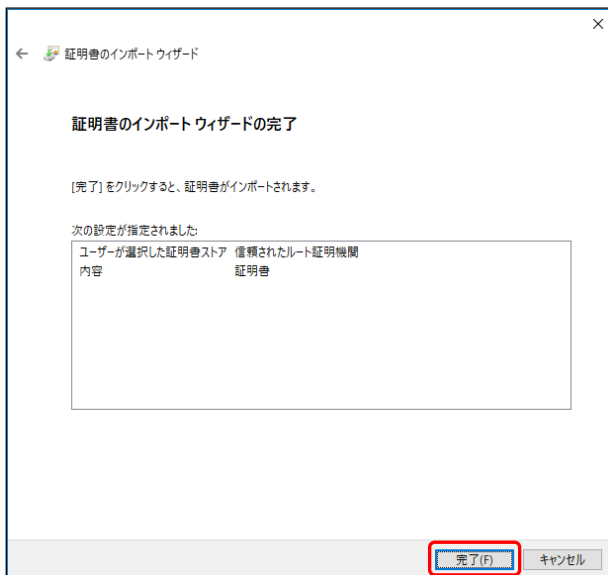 証明書のインポート ウィザード
証明書のインポート ウィザードの完了
[完了] をクリックすると、証明書がインポートされます。
次の設定が指定されました:
ユーザーが選択した証明書ストア 信頼されたルート証明機関
内容 証明書
完了(F) キャンセル